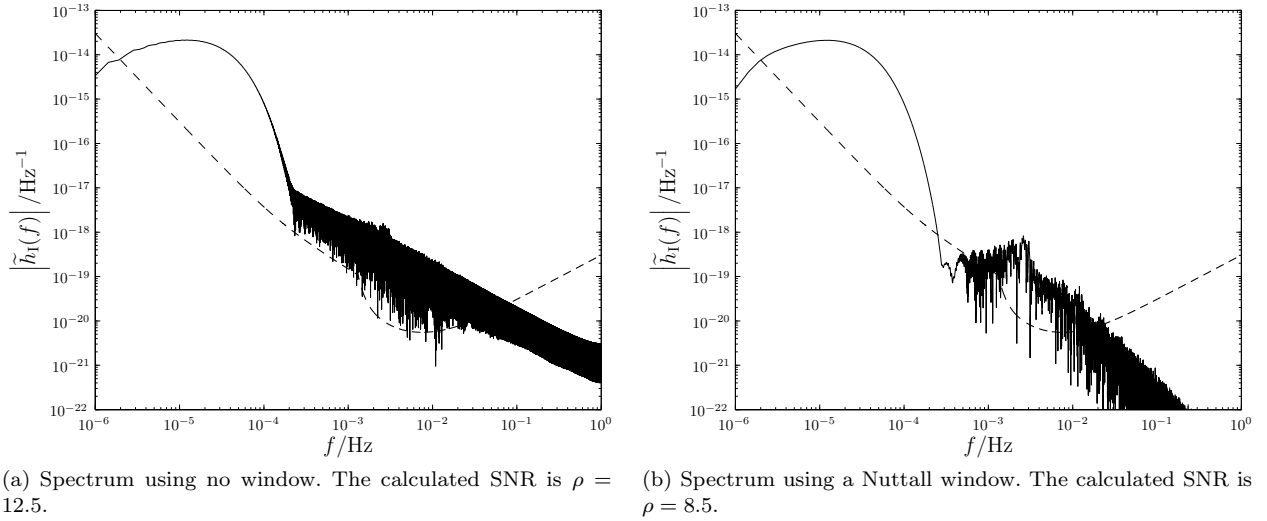 10⁻¹³
10⁻¹⁴
10⁻¹⁵
10⁻¹⁶
10⁻¹⁷
10⁻¹⁸
10⁻¹⁹
10⁻²⁰
10⁻²¹
10⁻²²
|h̃_I(f)| /Hz⁻¹
10⁻⁶ 10⁻⁵ 10⁻⁴ 10⁻³ 10⁻² 10⁻¹ 10⁰
f/Hz
(a) Spectrum using no window. The calculated SNR is ρ =
12.5.
10⁻¹³
10⁻¹⁴
10⁻¹⁵
10⁻¹⁶
10⁻¹⁷
10⁻¹⁸
10⁻¹⁹
10⁻²⁰
10⁻²¹
10⁻²²
|h̃_I(f)| /Hz⁻¹
10⁻⁶ 10⁻⁵ 10⁻⁴ 10⁻³ 10⁻² 10⁻¹ 10⁰
f/Hz
(b) Spectrum using a Nuttall window. The calculated SNR is
ρ = 8.5.